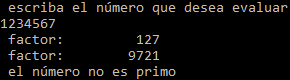 escriba el número que desea evaluar
1234567
factor: 127
factor: 9721
el número no es primo